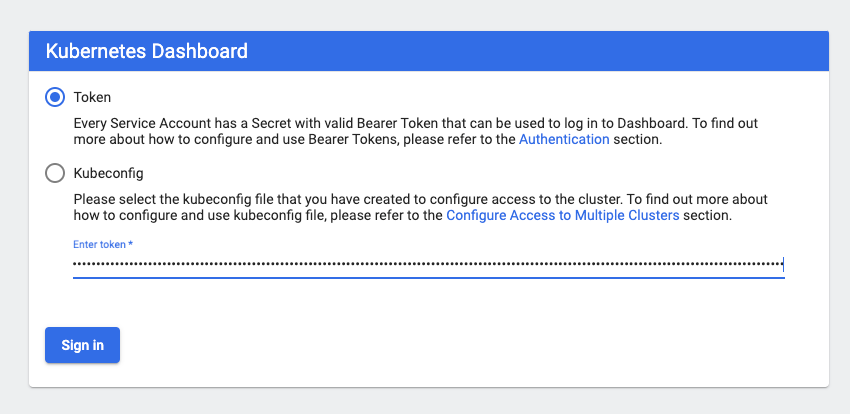 Kubernetes Dashboard
Token
Every Service Account has a Secret with valid Bearer Token that can be used to log in to Dashboard. To find out
more about how to configure and use Bearer Tokens, please refer to the Authentication section.
Kubeconfig
Please select the kubeconfig file that you have created to configure access to the cluster. To find out more about
how to configure and use kubeconfig file, please refer to the Configure Access to Multiple Clusters section.
Enter token *
Sign in